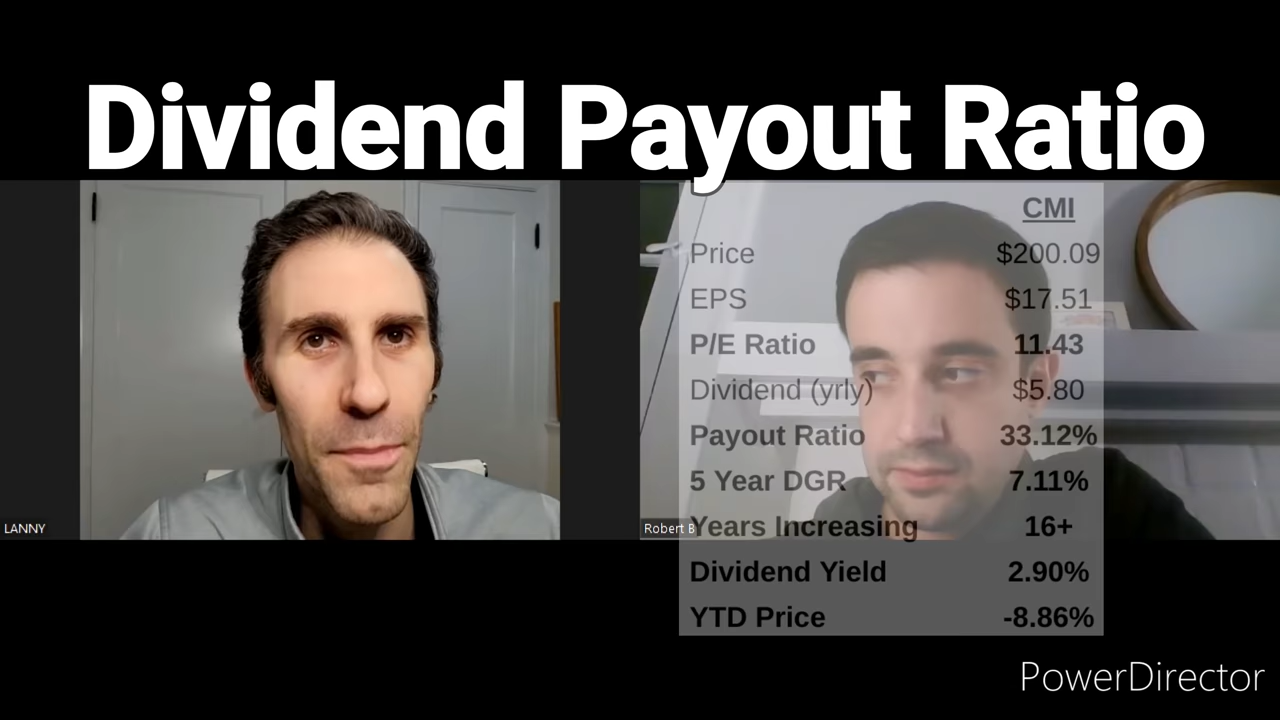 Dividend Payout Ratio
CMI
Price $200.09
EPS $17.51
P/E Ratio 11.43
Dividend (yrly) $5.80
Payout Ratio 33.12%
5 Year DGR 7.11%
Years Increasing 16+
Dividend Yield 2.90%
YTD Price -8.86%
LANNY
Robert B
PowerDirector